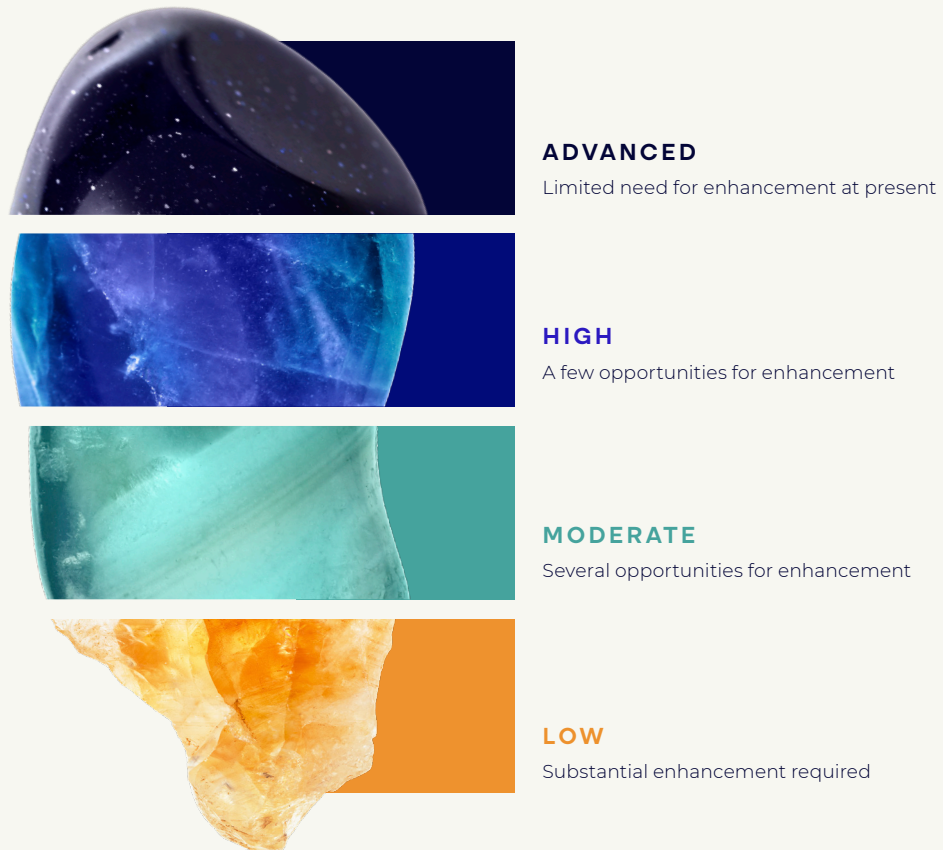 ADVANCED
Limited need for enhancement at present
HIGH
A few opportunities for enhancement
MODERATE
Several opportunities for enhancement
LOW
Substantial enhancement required